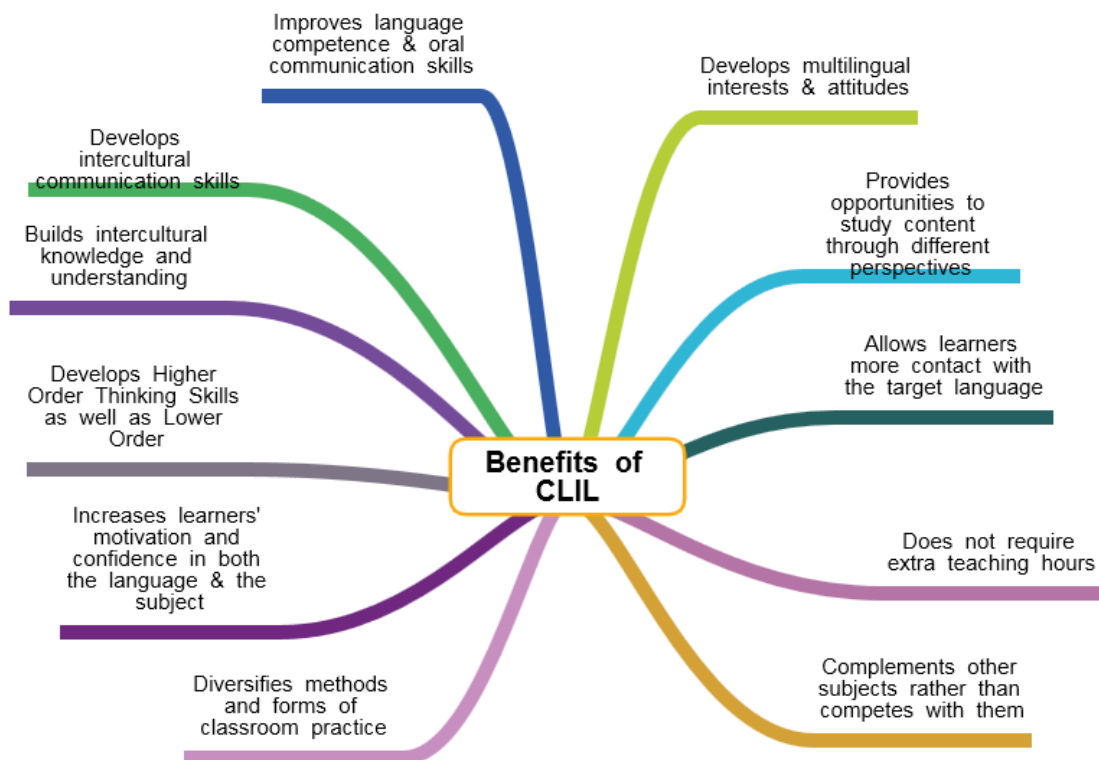 Improves language
competence & oral
communication skills
Develops multilingual
interests & attitudes
Develops
intercultural
communication skills
Provides
opportunities to
study content
through different
perspectives
Builds intercultural
knowledge and
understanding
Allows learners
more contact with
the target language
Develops Higher
Order Thinking Skills
as well as Lower
Order
Benefits of
CLIL
Increases learners'
motivation and
confidence in both
the language & the
subject
Does not require
extra teaching hours
Diversifies methods
and forms of
classroom practice
Complements other
subjects rather than
competes with them